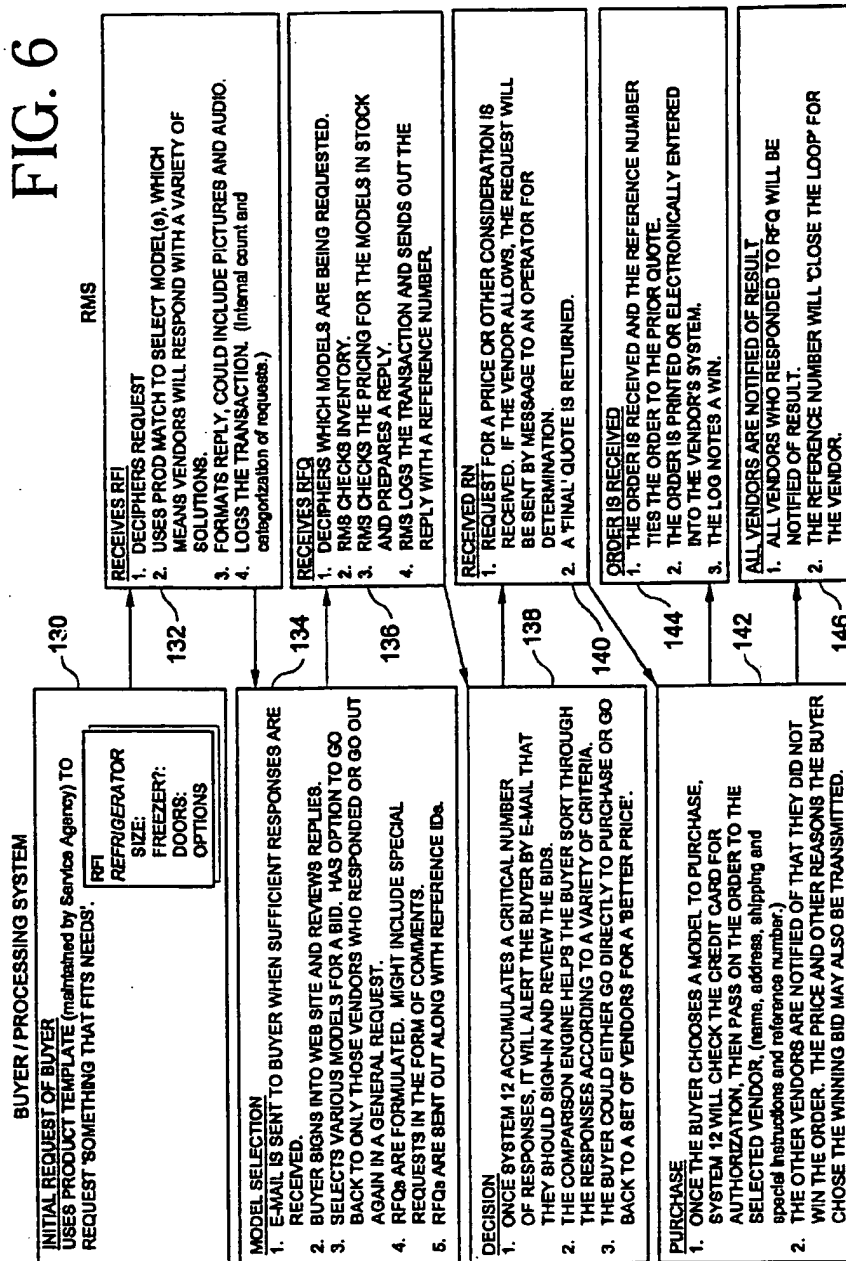 FIG. 6
BUYER / PROCESSING SYSTEM
RMS
INITIAL REQUEST OF BUYER
USES PRODUCT TEMPLATE (maintained by Service Agency) TO
REQUEST 'SOMETHING THAT FITS NEEDS'.
RFI
REFRIGERATOR
SIZE:
FREEZER?:
DOORS:
OPTIONS
130
RECEIVES RFI
1. DECIPHERS REQUEST
2. USES PROD MATCH TO SELECT MODEL(s), WHICH
MEANS VENDORS WILL RESPOND WITH A VARIETY OF
SOLUTIONS.
3. FORMATS REPLY, COULD INCLUDE PICTURES AND AUDIO.
4. LOGS THE TRANSACTION. (Internal count and
categorization of requests.)
132
MODEL SELECTION
1. E-MAIL IS SENT TO BUYER WHEN SUFFICIENT RESPONSES ARE
RECEIVED.
2. BUYER SIGNS INTO WEB SITE AND REVIEWS REPLIES.
3. SELECTS VARIOUS MODELS FOR A BID. HAS OPTION TO GO
BACK TO ONLY THOSE VENDORS WHO RESPONDED OR GO OUT
AGAIN IN A GENERAL REQUEST.
4. RFQs ARE FORMULATED. MIGHT INCLUDE SPECIAL
REQUESTS IN THE FORM OF COMMENTS.
5. RFQs ARE SENT OUT ALONG WITH REFERENCE IDs.
134
RECEIVES RFQ
1. DECIPHERS WHICH MODELS ARE BEING REQUESTED.
2. RMS CHECKS INVENTORY.
3. RMS CHECKS THE PRICING FOR THE MODELS IN STOCK
AND PREPARES A REPLY.
4. RMS LOGS THE TRANSACTION AND SENDS OUT THE
REPLY WITH A REFERENCE NUMBER.
136
DECISION
1. ONCE SYSTEM 12 ACCUMULATES A CRITICAL NUMBER
OF RESPONSES, IT WILL ALERT THE BUYER BY E-MAIL THAT
THEY SHOULD SIGN-IN AND REVIEW THE BIDS.
2. THE COMPARISON ENGINE HELPS THE BUYER SORT THROUGH
THE RESPONSES ACCORDING TO A VARIETY OF CRITERIA.
3. THE BUYER COULD EITHER GO DIRECTLY TO PURCHASE OR GO
BACK TO A SET OF VENDORS FOR A 'BETTER PRICE'.
138
RECEIVED RN
1. REQUEST FOR A PRICE OR OTHER CONSIDERATION IS
RECEIVED. IF THE VENDOR ALLOWS, THE REQUEST WILL
BE SENT BY MESSAGE TO AN OPERATOR FOR
DETERMINATION.
2. A 'FINAL' QUOTE IS RETURNED.
140
PURCHASE
1. ONCE THE BUYER CHOOSES A MODEL TO PURCHASE,
SYSTEM 12 WILL CHECK THE CREDIT CARD FOR
AUTHORIZATION, THEN PASS ON THE ORDER TO THE
SELECTED VENDOR, (name, address, shipping and
special instructions and reference number.)
2. THE OTHER VENDORS ARE NOTIFIED OF THAT THEY DID NOT
WIN THE ORDER. THE PRICE AND OTHER REASONS THE BUYER
CHOSE THE WINNING BID MAY ALSO BE TRANSMITTED.
142
ORDER IS RECEIVED
1. THE ORDER IS RECEIVED AND THE REFERENCE NUMBER
TIES THE ORDER TO THE PRIOR QUOTE.
2. THE ORDER IS PRINTED OR ELECTRONICALLY ENTERED
INTO THE VENDOR'S SYSTEM.
3. THE LOG NOTES A WIN.
144
ALL VENDORS ARE NOTIFIED OF RESULT
1. ALL VENDORS WHO RESPONDED TO RFQ WILL BE
NOTIFIED OF RESULT.
2. THE REFERENCE NUMBER WILL 'CLOSE THE LOOP' FOR
THE VENDOR.
146